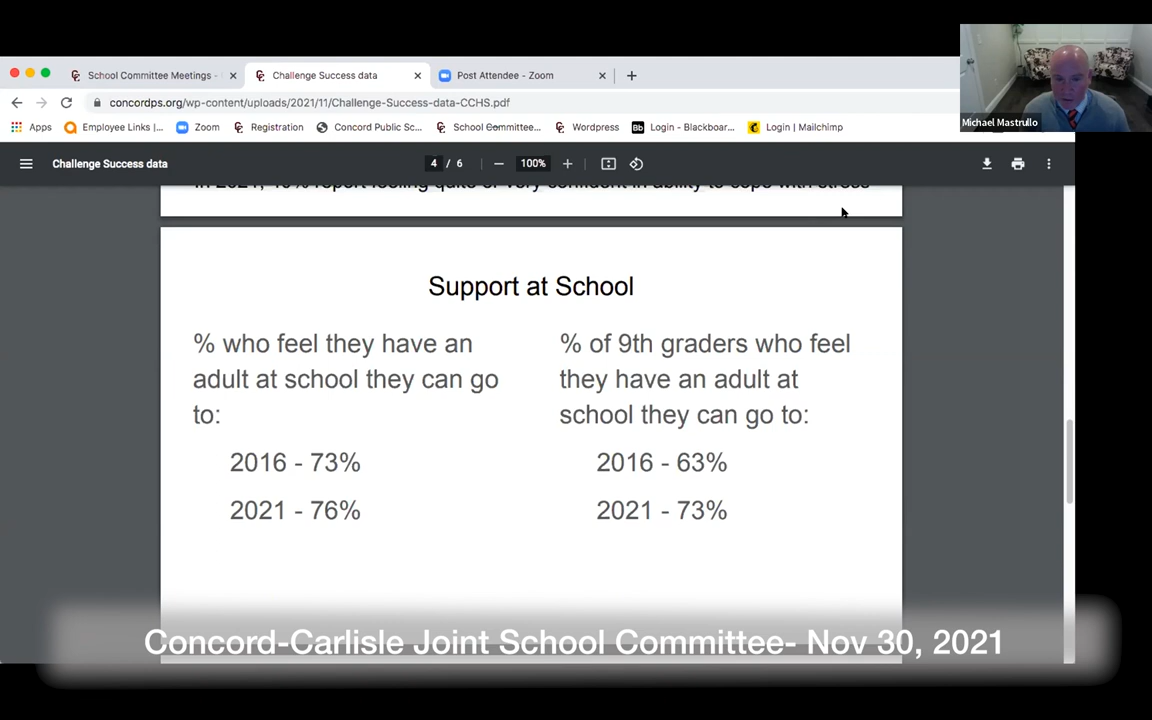 School Committee Meetings -
Challenge Success data
Post Attendee - Zoom
concordps.org/wp-content/uploads/2021/11/Challenge-Success-data-CCHS.pdf
Apps
Employee Links |...
Zoom
Registration
Concord Public Sc...
School Committee...
Wordpress
Bb
Login - Blackboar...
Login | Mailchimp
Michael Mastrullo
Challenge Success data
4 / 6
100%
Support at School
% who feel they have an
adult at school they can go
to:
2016 - 73%
2021 - 76%
% of 9th graders who feel
they have an adult at
school they can go to:
2016 - 63%
2021 - 73%
Concord-Carlisle Joint School Committee- Nov 30, 2021